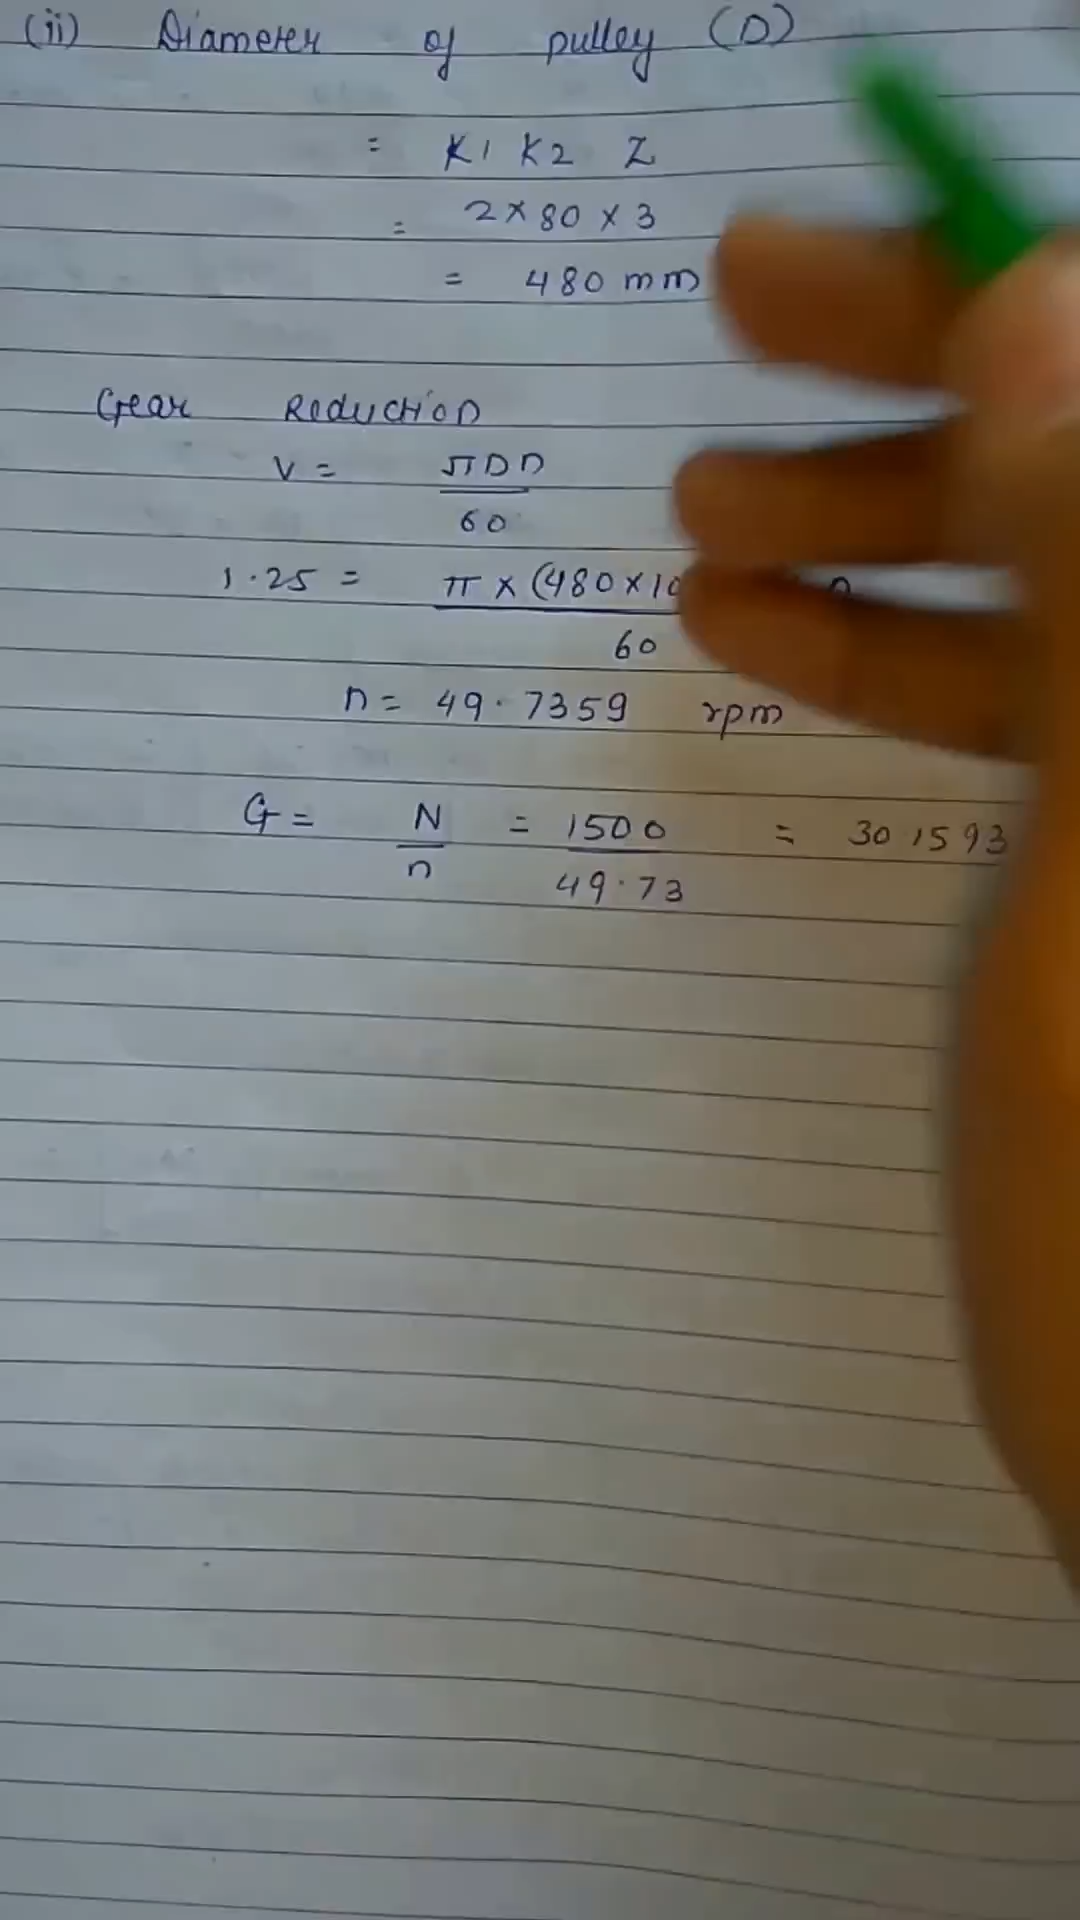 (ii) Diameter of pulley (D)
= K1 K2 Z
= 2 × 80 × 3
= 480 mm
Gear Reduction
V = πDn
60
1.25 = π × (480×10 n
60
n = 49.7359 rpm
G = N = 1500 = 30.1593
n 49.73